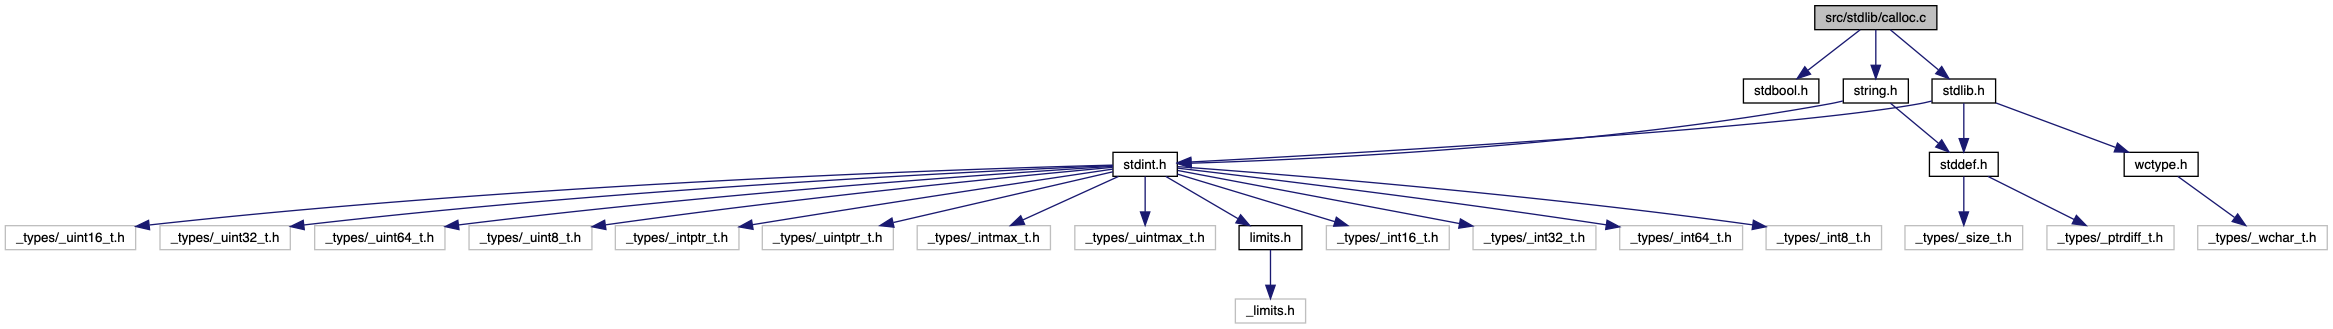 src/stdlib/calloc.c
stdbool.h
string.h
stdlib.h
stdint.h
stddef.h
wctype.h
_types/_uint16_t.h
_types/_uint32_t.h
_types/_uint64_t.h
_types/_uint8_t.h
_types/_intptr_t.h
_types/_uintptr_t.h
_types/_intmax_t.h
_types/_uintmax_t.h
limits.h
_types/_int16_t.h
_types/_int32_t.h
_types/_int64_t.h
_types/_int8_t.h
_types/_size_t.h
_types/_ptrdiff_t.h
_types/_wchar_t.h
_limits.h